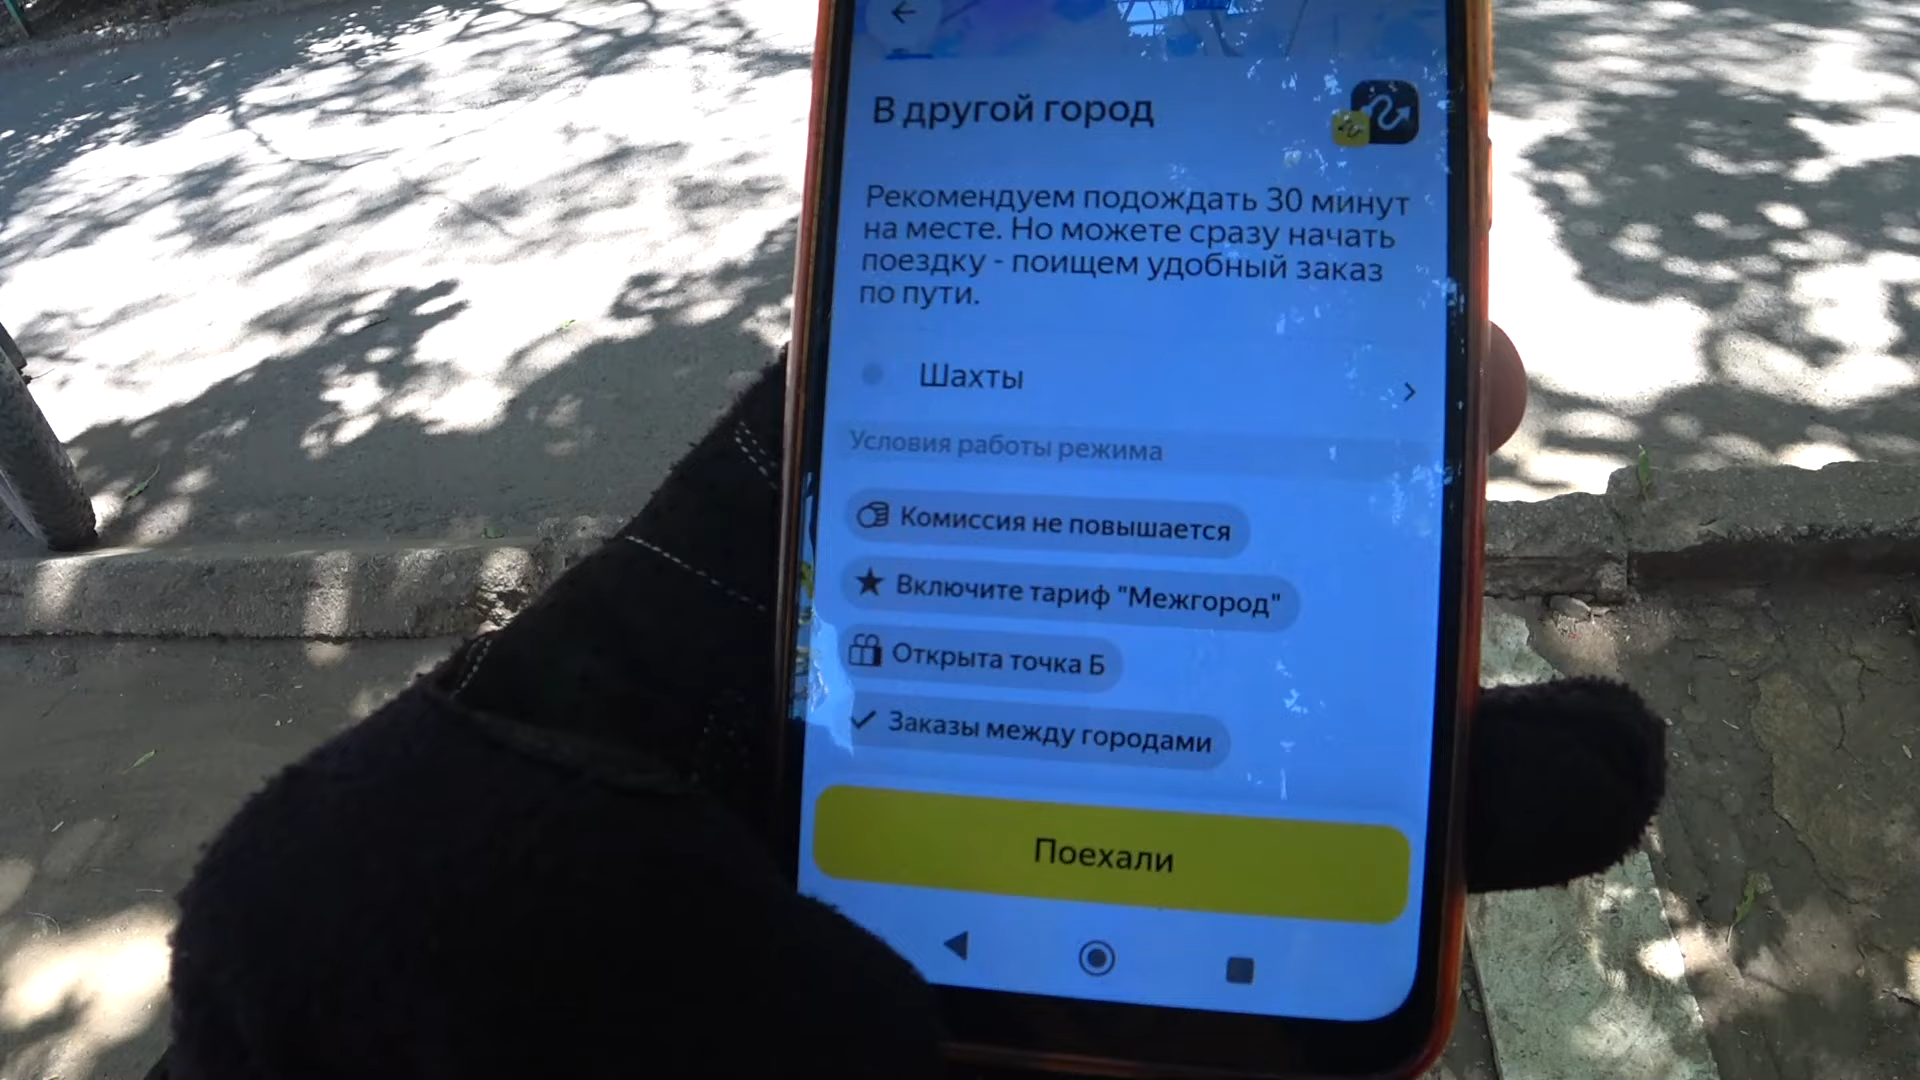 В другой город
Рекомендуем подождать 30 минут
на месте. Но можете сразу начать
поездку - поищем удобный заказ
по пути.
Шахты
Условия работы режима
Комиссия не повышается
Включите тариф "Межгород"
Открыта точка Б
Заказы между городами
Поехали